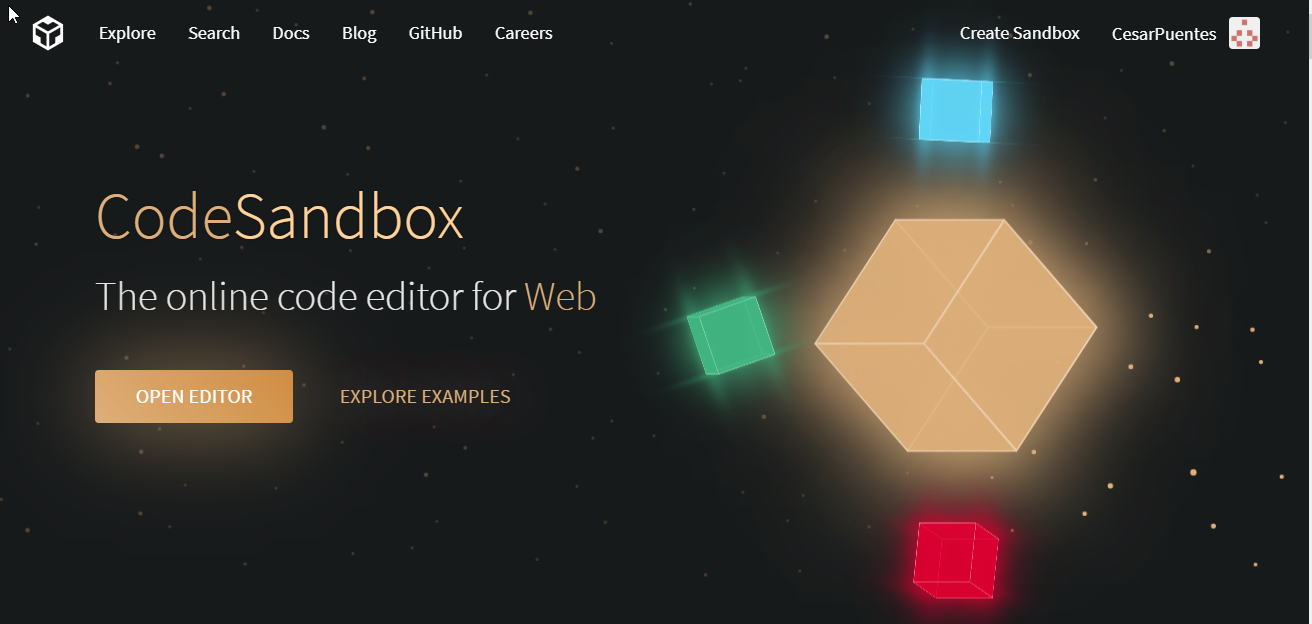 Explore Search Docs Blog GitHub Careers Create Sandbox CesarPuentes
CodeSandbox
The online code editor for Web
OPEN EDITOR EXPLORE EXAMPLES